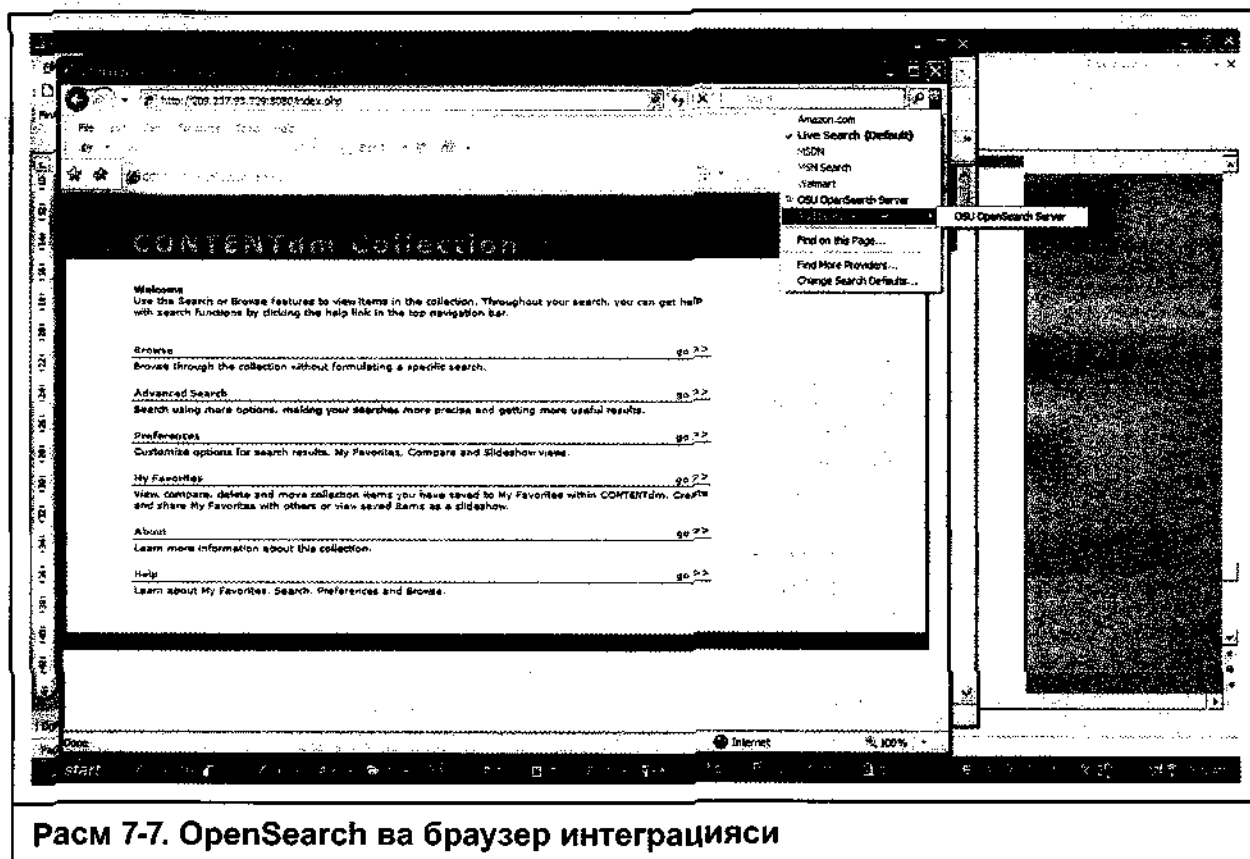 http://209.237.93.729:8080/index.php
Amazon.com
Live Search (Default)
MSDN
MSN Search
Walmart
OSU OpenSearch Server
OSU OpenSearch Server
Find on this Page...
Find More Providers...
Change Search Defaults...
CONTENTdm Collection
Welcome
Use the Search or Browse features to view items in the collection. Throughout your search, you can get help
with search functions by clicking the help link in the top navigation bar.
Browse go >>
Browse through the collection without formulating a specific search.
Advanced Search go >>
Search using more options, making your searches more precise and getting more useful results.
Preferences go >>
Customize options for search results, My Favorites, Compare and Slideshow views.
My Favorites go >>
View, compare, delete and move collection items you have saved to My Favorites within CONTENTdm. Create
and share My Favorites with others or view saved items as a slideshow.
About go >>
Learn more information about this collection.
Help go >>
Learn about My Favorites, Search, Preferences and Browse.
Done
Internet
100%
start
Расм 7-7. OpenSearch ва браузер интеграцияси